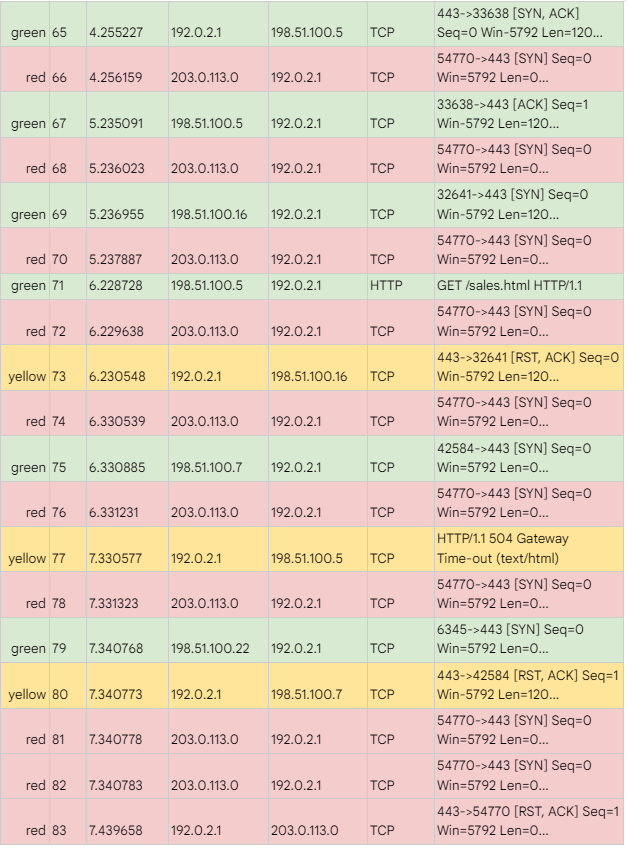 443->33638 [SYN, ACK]
green 65 4.255227 192.0.2.1 198.51.100.5 TCP Seq=0 Win-5792 Len=120...
54770->443 [SYN] Seq=0
red 66 4.256159 203.0.113.0 192.0.2.1 TCP Win=5792 Len=0...
33638->443 [ACK] Seq=1
green 67 5.235091 198.51.100.5 192.0.2.1 TCP Win-5792 Len=120...
54770->443 [SYN] Seq=0
red 68 5.236023 203.0.113.0 192.0.2.1 TCP Win=5792 Len=0...
32641->443 [SYN] Seq=0
green 69 5.236955 198.51.100.16 192.0.2.1 TCP Win-5792 Len=120...
54770->443 [SYN] Seq=0
red 70 5.237887 203.0.113.0 192.0.2.1 TCP Win=5792 Len=0...
green 71 6.228728 198.51.100.5 192.0.2.1 HTTP GET /sales.html HTTP/1.1
54770->443 [SYN] Seq=0
red 72 6.229638 203.0.113.0 192.0.2.1 TCP Win=5792 Len=0...
443->32641 [RST, ACK] Seq=0
yellow 73 6.230548 192.0.2.1 198.51.100.16 TCP Win-5792 Len=120...
54770->443 [SYN] Seq=0
red 74 6.330539 203.0.113.0 192.0.2.1 TCP Win=5792 Len=0...
42584->443 [SYN] Seq=0
green 75 6.330885 198.51.100.7 192.0.2.1 TCP Win=5792 Len=0...
54770->443 [SYN] Seq=0
red 76 6.331231 203.0.113.0 192.0.2.1 TCP Win=5792 Len=0...
HTTP/1.1 504 Gateway
yellow 77 7.330577 192.0.2.1 198.51.100.5 TCP Time-out (text/html)
54770->443 [SYN] Seq=0
red 78 7.331323 203.0.113.0 192.0.2.1 TCP Win=5792 Len=0...
6345->443 [SYN] Seq=0
green 79 7.340768 198.51.100.22 192.0.2.1 TCP Win=5792 Len=0...
443->42584 [RST, ACK] Seq=1
yellow 80 7.340773 192.0.2.1 198.51.100.7 TCP Win-5792 Len=120...
54770->443 [SYN] Seq=0
red 81 7.340778 203.0.113.0 192.0.2.1 TCP Win=5792 Len=0...
54770->443 [SYN] Seq=0
red 82 7.340783 203.0.113.0 192.0.2.1 TCP Win=5792 Len=0...
443->54770 [RST, ACK] Seq=1
red 83 7.439658 192.0.2.1 203.0.113.0 TCP Win=5792 Len=0...